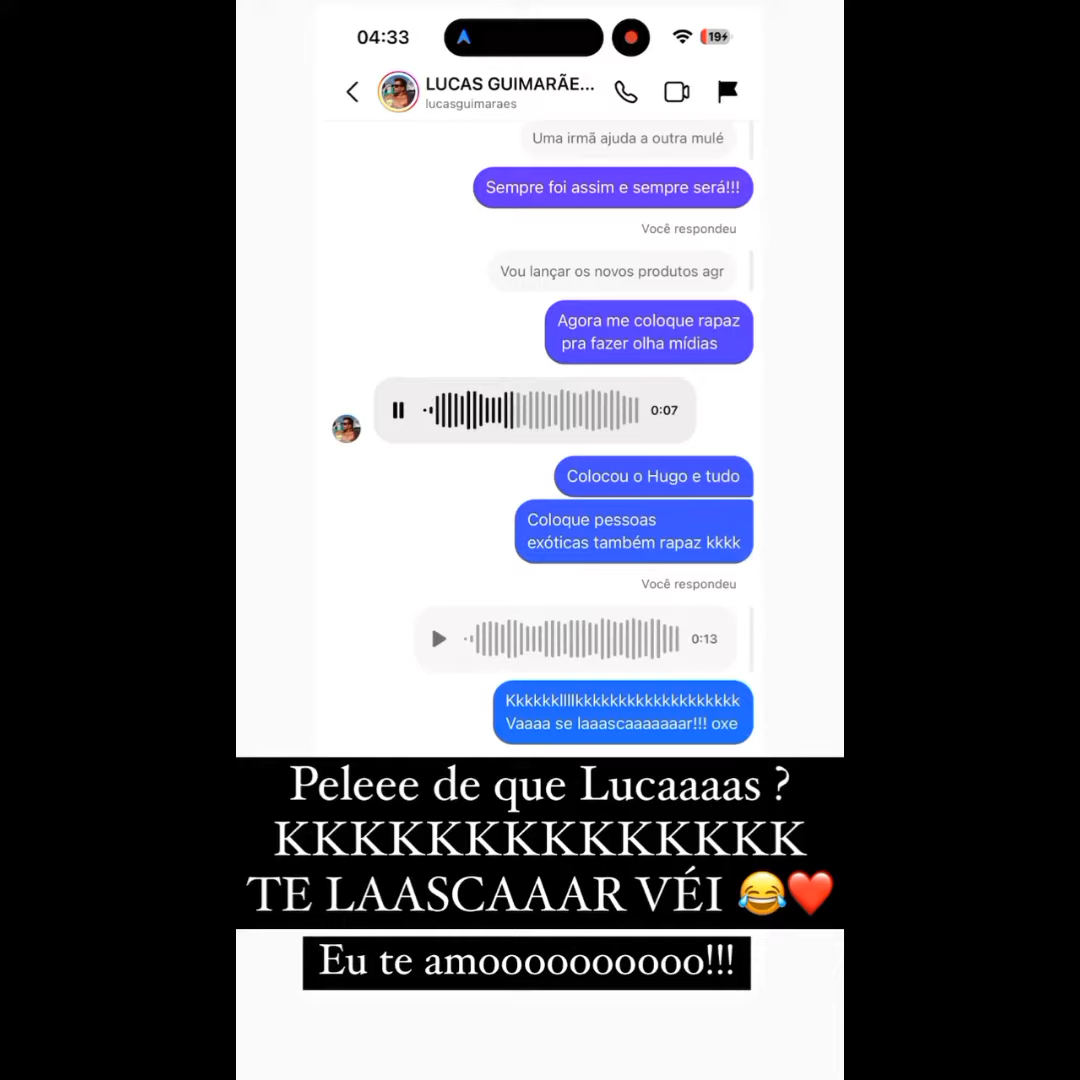 04:33
19
LUCAS GUIMARÃE...
lucasguimaraes
Uma irmã ajuda a outra mulé
Sempre foi assim e sempre será!!!
Você respondeu
Vou lançar os novos produtos agr
Agora me coloque rapaz
pra fazer olha mídias
0:07
Colocou o Hugo e tudo
Coloque pessoas
exóticas também rapaz kkkk
Você respondeu
0:13
Kkkkkkllllkkkkkkkkkkkkkkkkkkk
Vaaaa se laaascaaaaaaar!!! oxe
Peleee de que Lucaaaas ?
KKKKKKKKKKKKKK
TE LAASCAAAR VÉI 😂❤️
Eu te amoooooooooo!!!